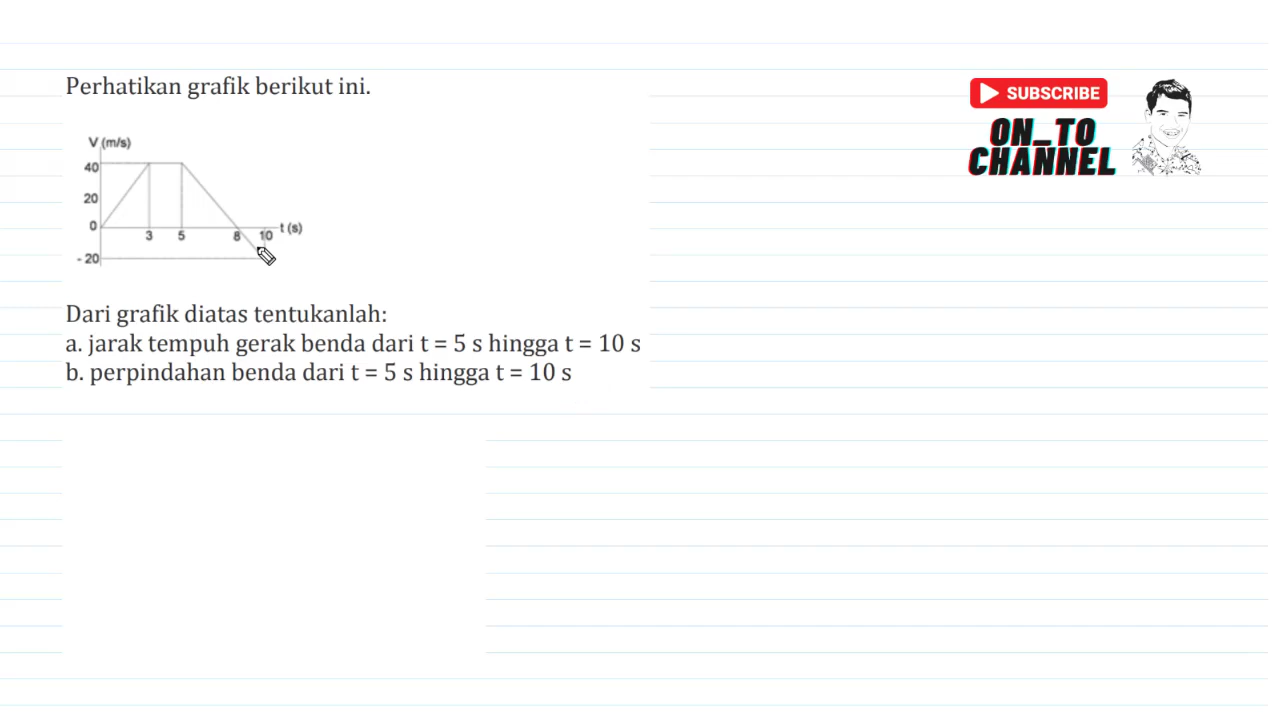 Perhatikan grafik berikut ini.
SUBSCRIBE
ON_TO
CHANNEL
V (m/s)
40
20
0
3 5 8 10 t (s)
- 20
Dari grafik diatas tentukanlah:
a. jarak tempuh gerak benda dari t = 5 s hingga t = 10 s
b. perpindahan benda dari t = 5 s hingga t = 10 s